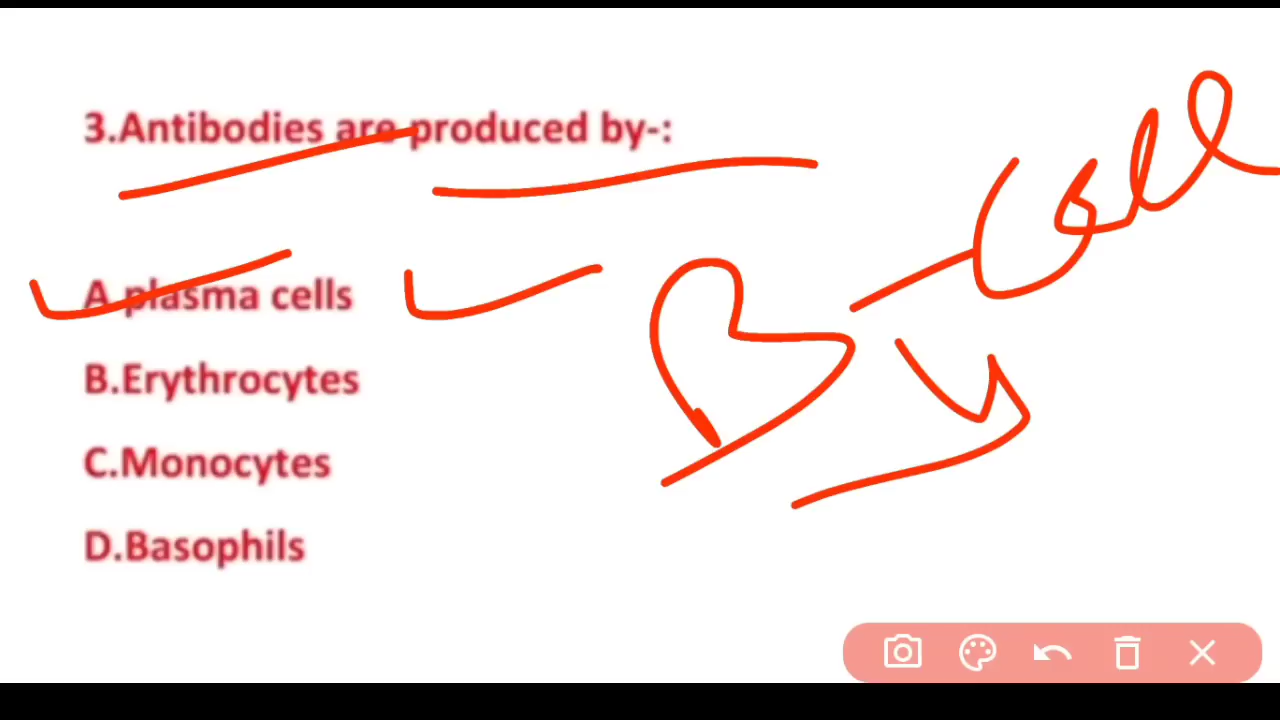 3.Antibodies are produced by-:
A.plasma cells
B.Erythrocytes
C.Monocytes
D.Basophils
B-Cell